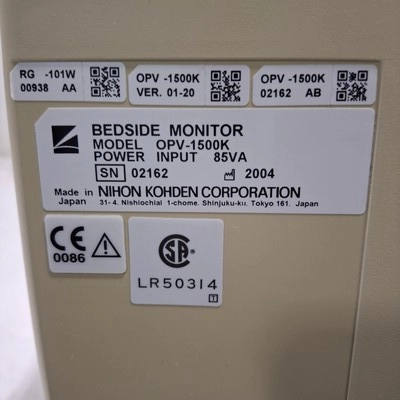 RG -101W
00938 AA
OPV -1500K
VER. 01-20
OPV -1500K
02162 AB
BEDSIDE MONITOR
MODEL OPV-1500K
POWER INPUT 85VA
SN 02162 2004
Made in Japan NIHON KOHDEN CORPORATION
31-4, Nishiochiai 1-chome, Shinjuku-ku, Tokyo 161, Japan
CE
0086
SA
LR50314